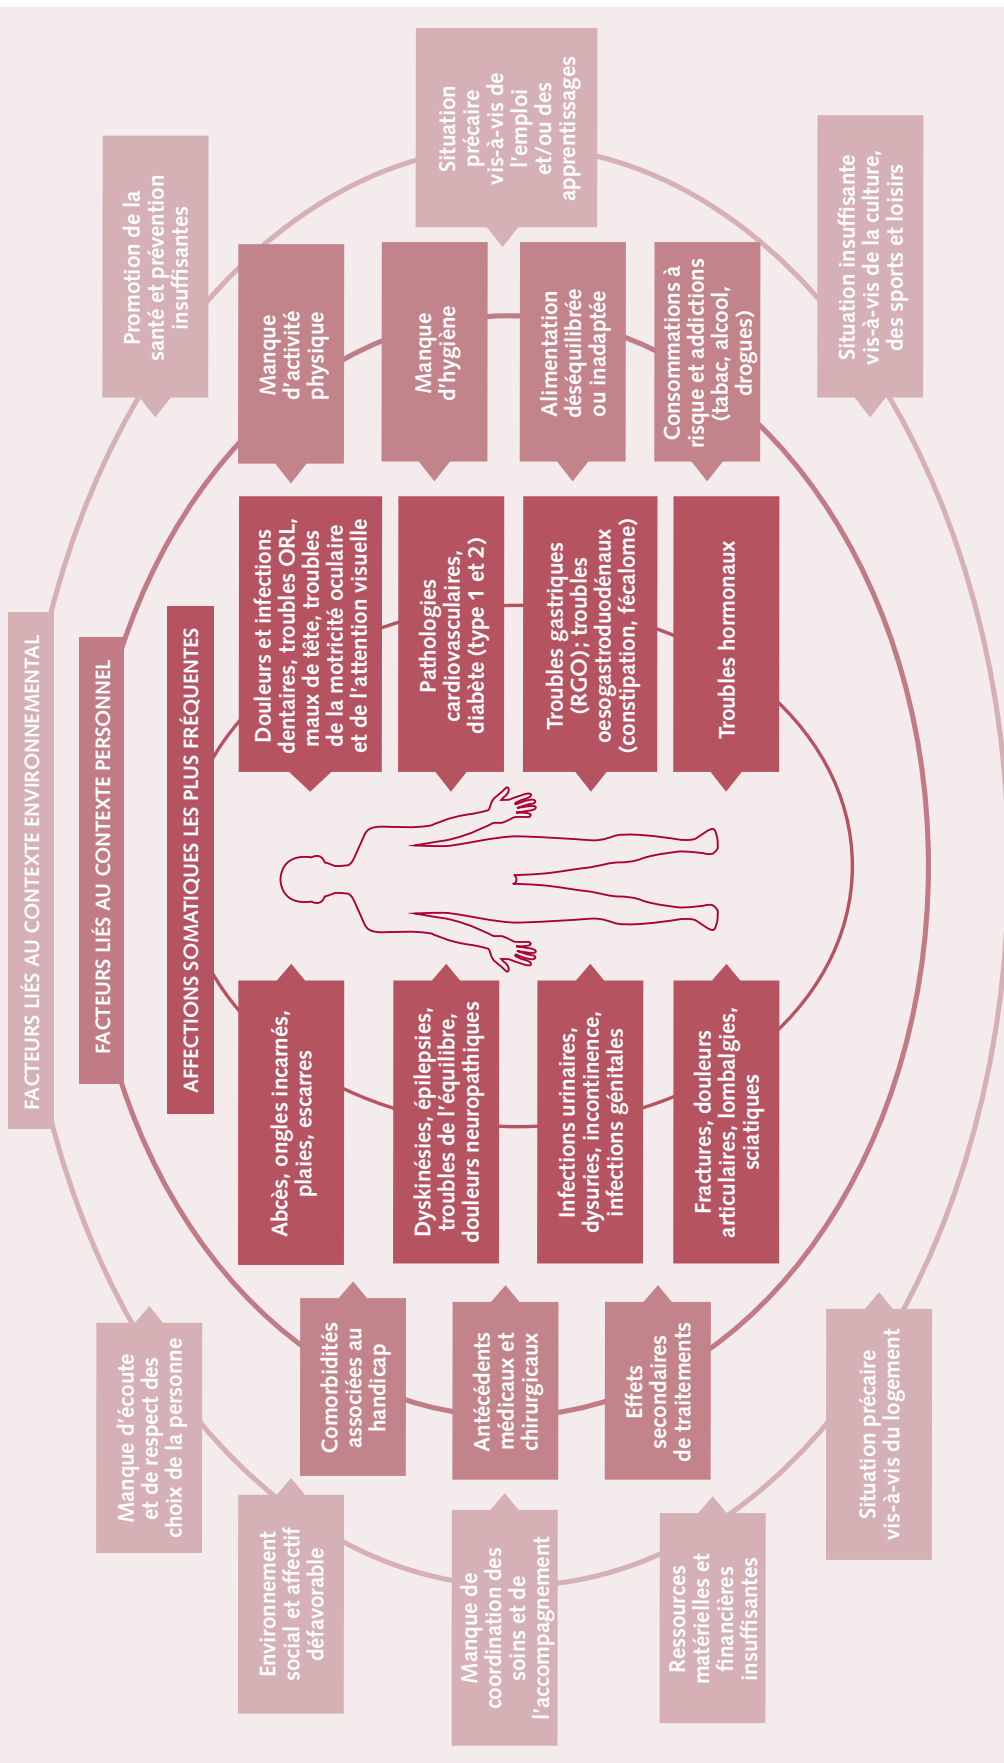 FACTEURS LIÉS AU CONTEXTE ENVIRONNEMENTAL
FACTEURS LIÉS AU CONTEXTE PERSONNEL
AFFECTIONS SOMATIQUES LES PLUS FRÉQUENTES
Manque d'écoute
et de respect des
choix de la personne
Environnement
social et affectif
défavorable
Manque de
coordination des
soins et de
l'accompagnement
Ressources
matérielles et
financières
insuffisantes
Situation précaire
vis-à-vis du logement
Comorbidités
associées au
handicap
Antécédents
médicaux et
chirurgicaux
Effets
secondaires
de traitements
Abcès, ongles incarnés,
plaies, escarres
Dyskinésies, épilepsies,
troubles de l'équilibre,
douleurs neuropathiques
Infections urinaires,
dysuries, incontinence,
infections génitales
Fractures, douleurs
articulaires, lombalgies,
sciatiques
Douleurs et infections
dentaires, troubles ORL,
maux de tête, troubles
de la motricité oculaire
et de l'attention visuelle
Pathologies
cardiovasculaires,
diabète (type 1 et 2)
Troubles gastriques
(RGO) ; troubles
oesogastroduodénaux
(constipation, fécalome)
Troubles hormonaux
Manque
d'activité
physique
Manque
d'hygiène
Alimentation
déséquilibrée
ou inadaptée
Consommations à
risque et addictions
(tabac, alcool,
drogues)
Promotion de la
santé et prévention
insuffisantes
Situation
précaire
vis-à-vis de
l'emploi
et/ou des
apprentissages
Situation insuffisante
vis-à-vis de la culture,
des sports et loisirs